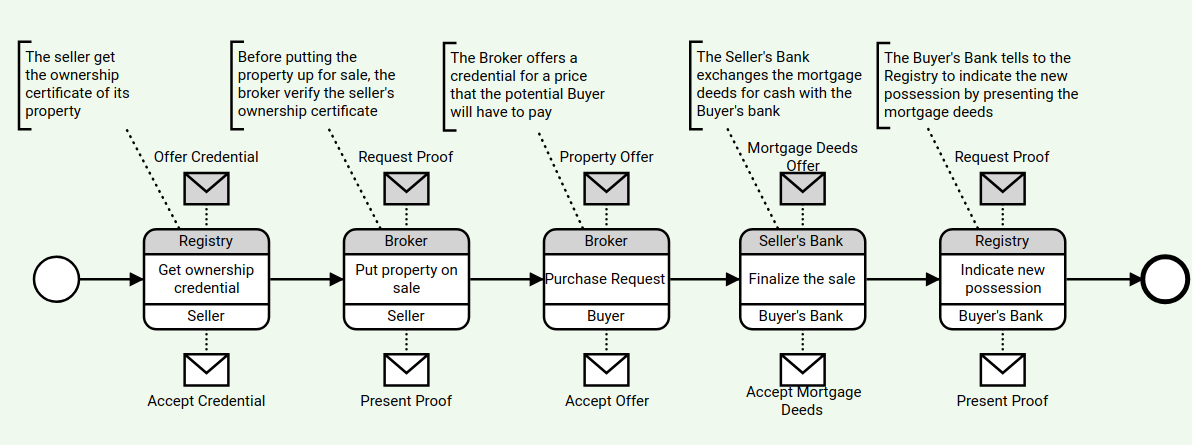 The seller get
the ownership
certificate of its
property
Before putting the
property up for sale, the
broker verify the seller's
ownership certificate
The Broker offers a
credential for a price
that the potential Buyer
will have to pay
The Seller's Bank
exchanges the mortgage
deeds for cash with the
Buyer's bank
The Buyer's Bank tells to the
Registry to indicate the new
possession by presenting the
mortgage deeds
Offer Credential
Request Proof
Property Offer
Mortgage Deeds
Offer
Request Proof
Registry
Get ownership
credential
Seller
Broker
Put property on
sale
Seller
Broker
Purchase Request
Buyer
Seller's Bank
Finalize the sale
Buyer's Bank
Registry
Indicate new
possession
Buyer's Bank
Accept Credential
Present Proof
Accept Offer
Accept Mortgage
Deeds
Present Proof